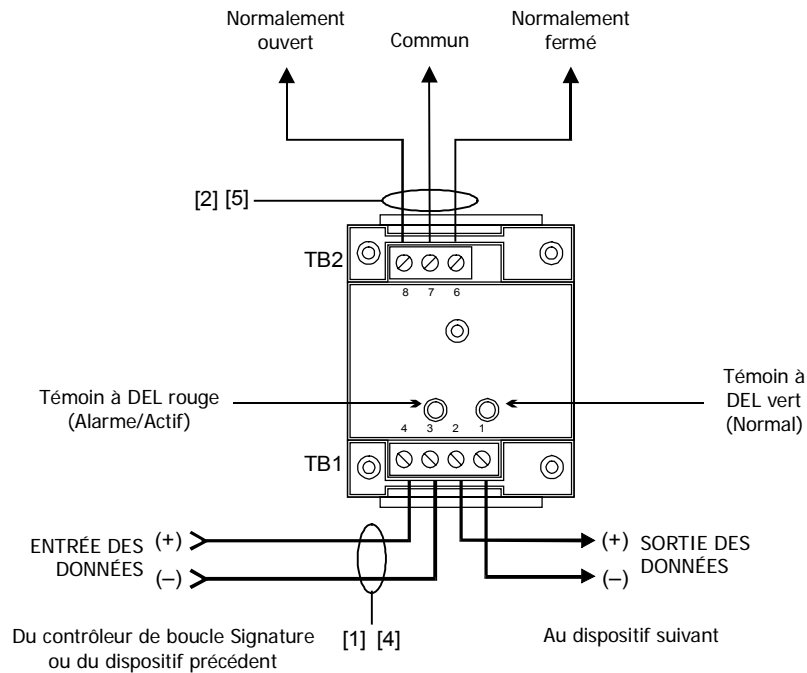 Normalement
ouvert
Commun
Normalement
fermé
[2] [5]
TB2
8 7 6
Témoin à DEL rouge
(Alarme/Actif)
Témoin à
DEL vert
(Normal)
4 3 2 1
TB1
ENTRÉE DES
DONNÉES
(+)
(–)
(+)
(–)
SORTIE DES
DONNÉES
Du contrôleur de boucle Signature
ou du dispositif précédent
[1] [4]
Au dispositif suivant